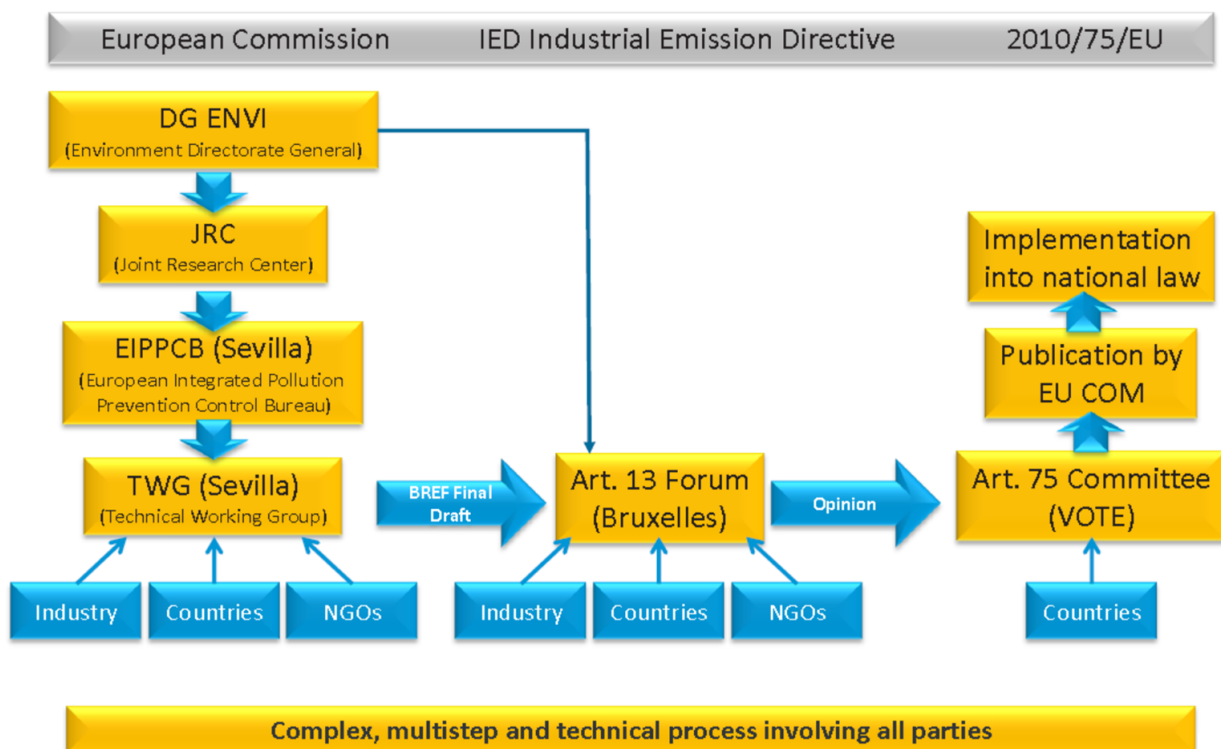 European Commission IED Industrial Emission Directive 2010/75/EU
DG ENVI
(Environment Directorate General)
JRC
(Joint Research Center)
EIPPCB (Sevilla)
(European Integrated Pollution
Prevention Control Bureau)
TWG (Sevilla)
(Technical Working Group)
Industry
Countries
NGOs
BREF Final
Draft
Art. 13 Forum
(Bruxelles)
Industry
Countries
NGOs
Opinion
Implementation
into national law
Publication by
EU COM
Art. 75 Committee
(VOTE)
Countries
Complex, multistep and technical process involving all parties